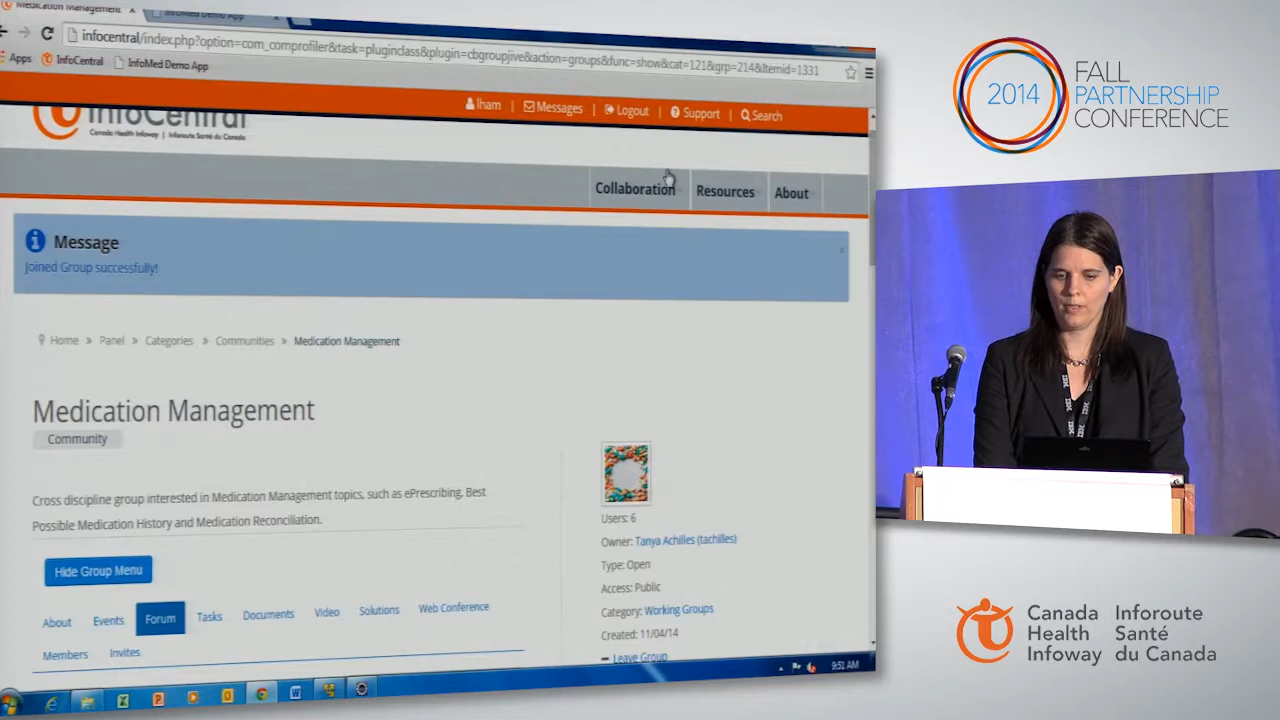 Medication Management
InfoMed Demo App
infocentral/index.php?option=com_comprofiler&task=pluginclass&plugin=cbgroupjive&action=groups&func=show&cat=121&grp=214&Itemid=1331
Apps InfoCentral InfoMed Demo App
lham | Messages | Logout | Support | Search
InfoCentral
Canada Health Infoway | Inforoute Santé du Canada
Collaboration Resources About
Message
Joined Group successfully!
Home » Panel » Categories » Communities » Medication Management
Medication Management
Community
Cross discipline group interested in Medication Management topics, such as ePrescribing, Best
Possible Medication History and Medication Reconciliation.
Hide Group Menu
About Events Forum Tasks Documents Video Solutions Web Conference
Members Invites
Users: 6
Owner: Tanya Achilles (tachilles)
Type: Open
Access: Public
Category: Working Groups
Created: 11/04/14
Leave Group
9:51 AM
2014
FALL
PARTNERSHIP
CONFERENCE
IBM
Canada Inforoute
Health Santé
Infoway du Canada